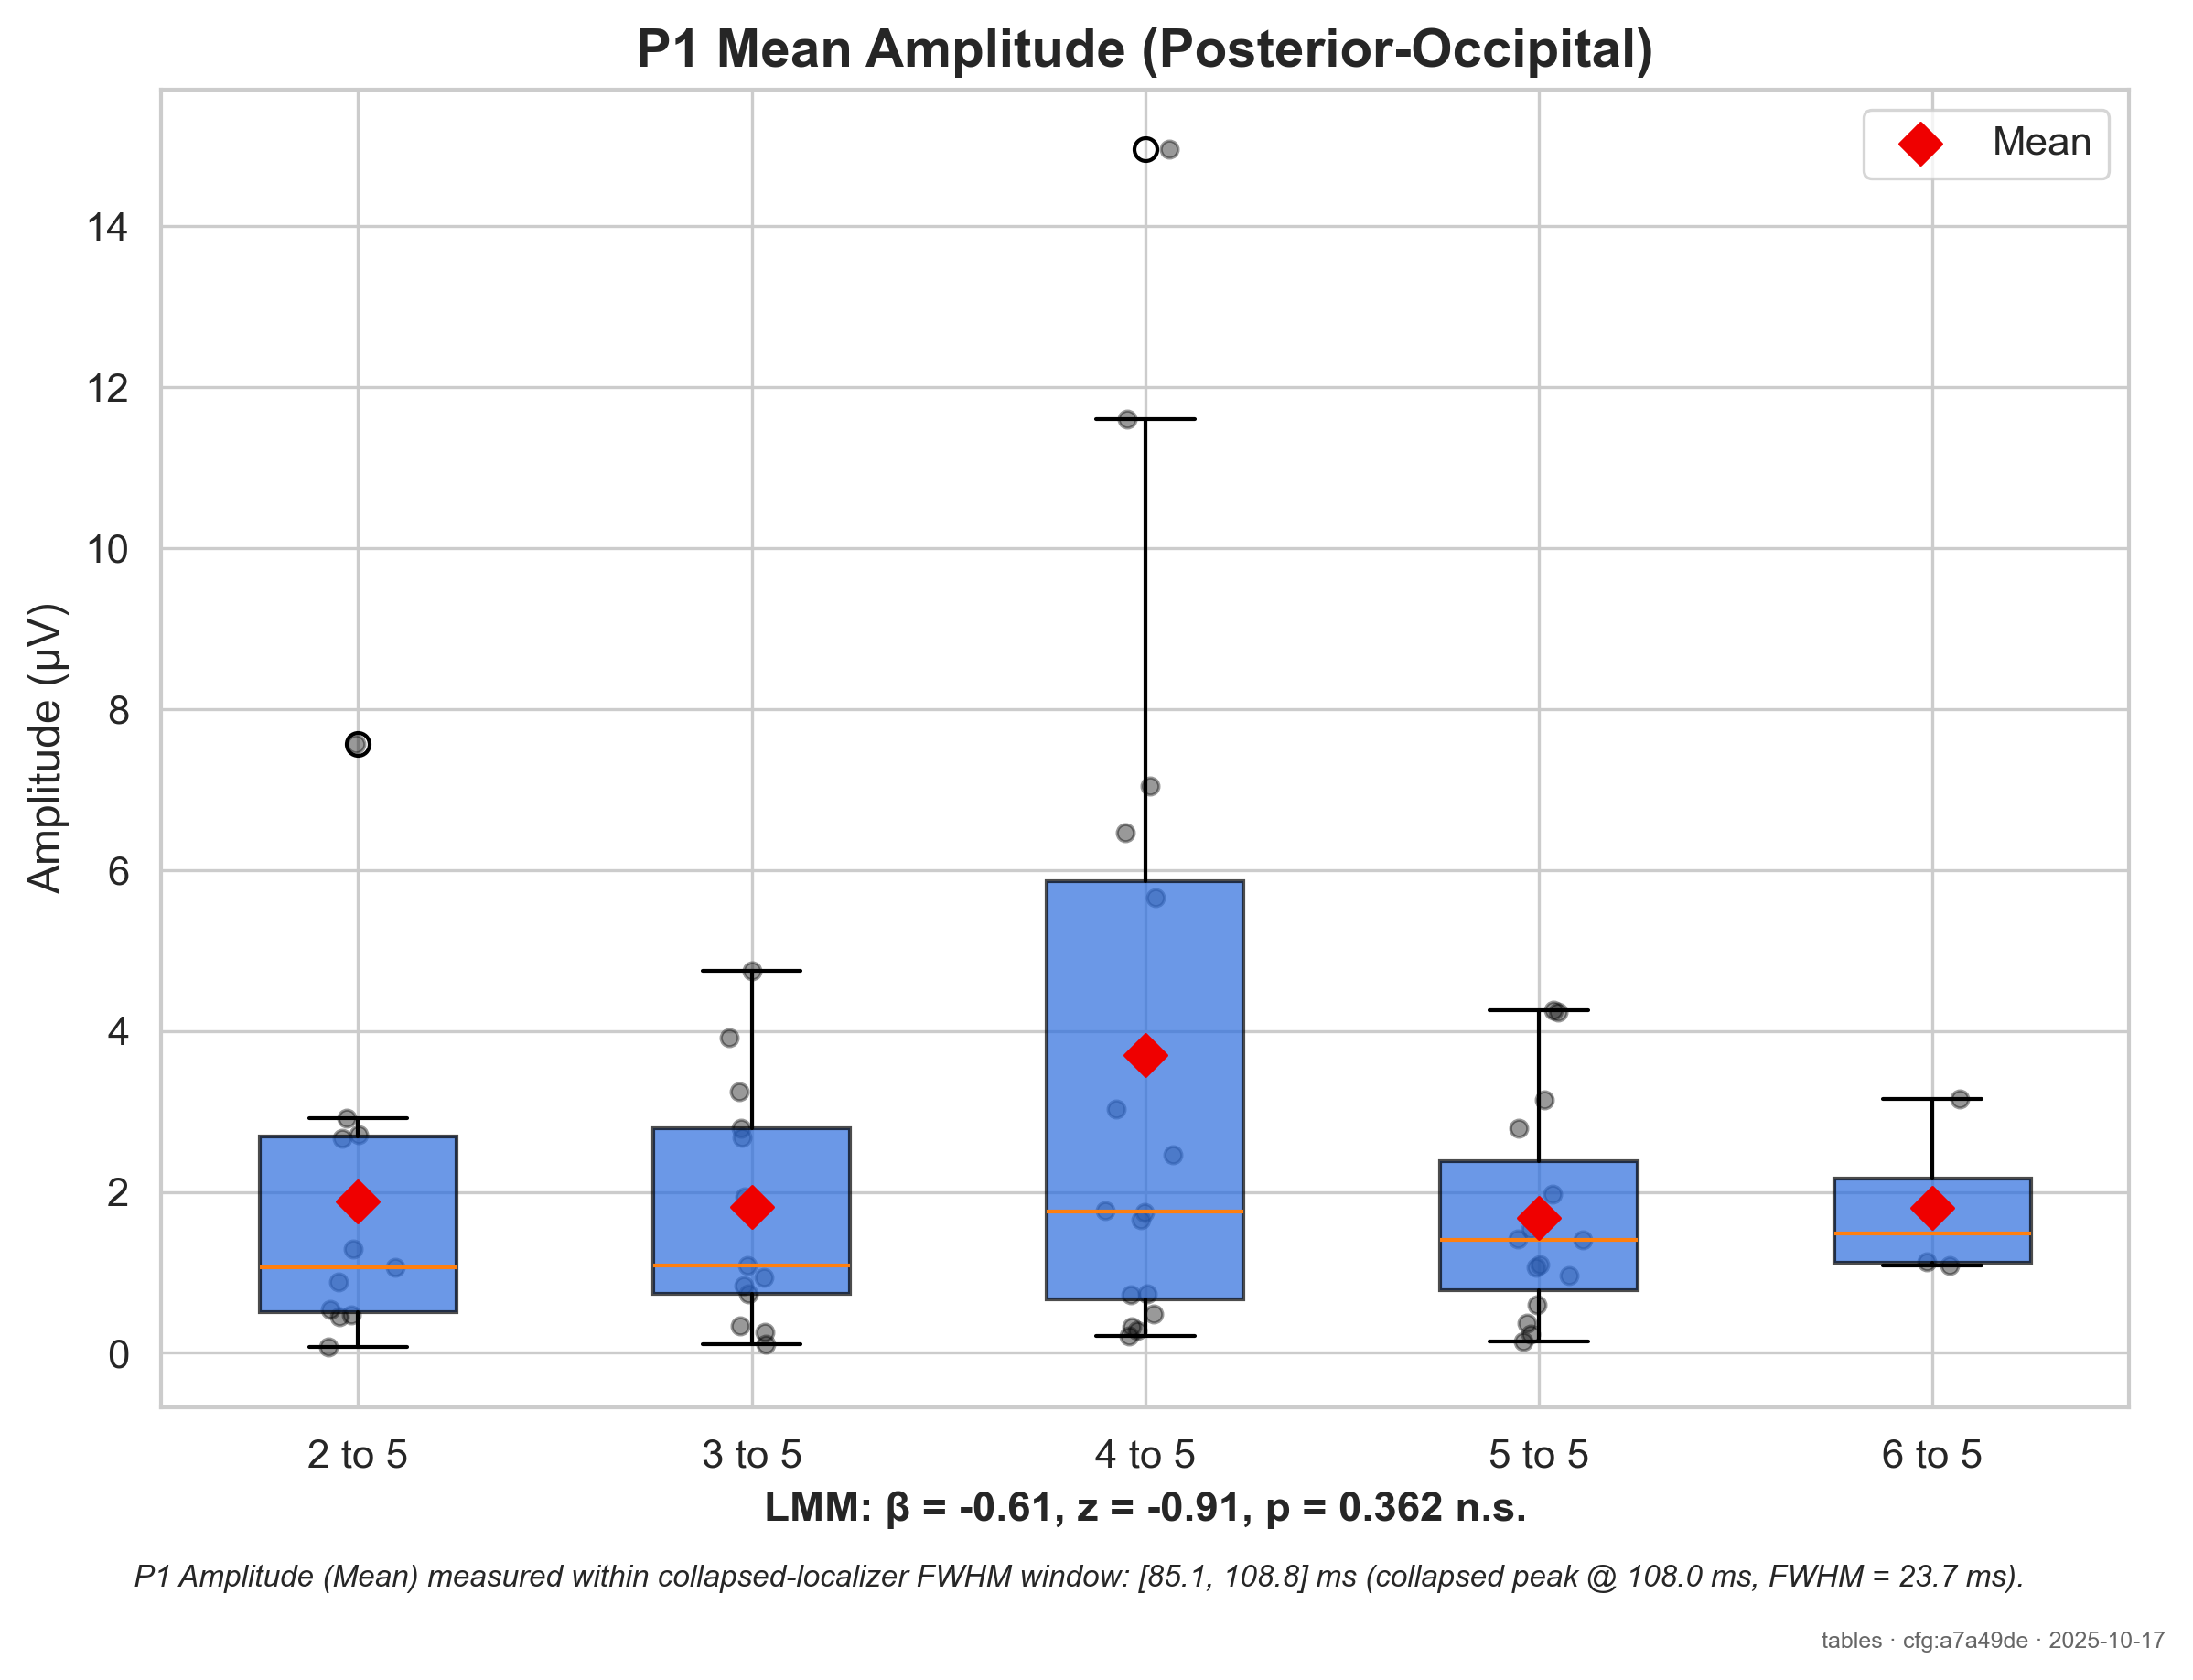 P1 Mean Amplitude (Posterior-Occipital)
Mean
Amplitude (µV)
14
12
10
8
6
4
2
0
2 to 5
3 to 5
4 to 5
5 to 5
6 to 5
LMM: β = -0.61, z = -0.91, p = 0.362 n.s.
P1 Amplitude (Mean) measured within collapsed-localizer FWHM window: [85.1, 108.8] ms (collapsed peak @ 108.0 ms, FWHM = 23.7 ms).
tables · cfg:a7a49de · 2025-10-17